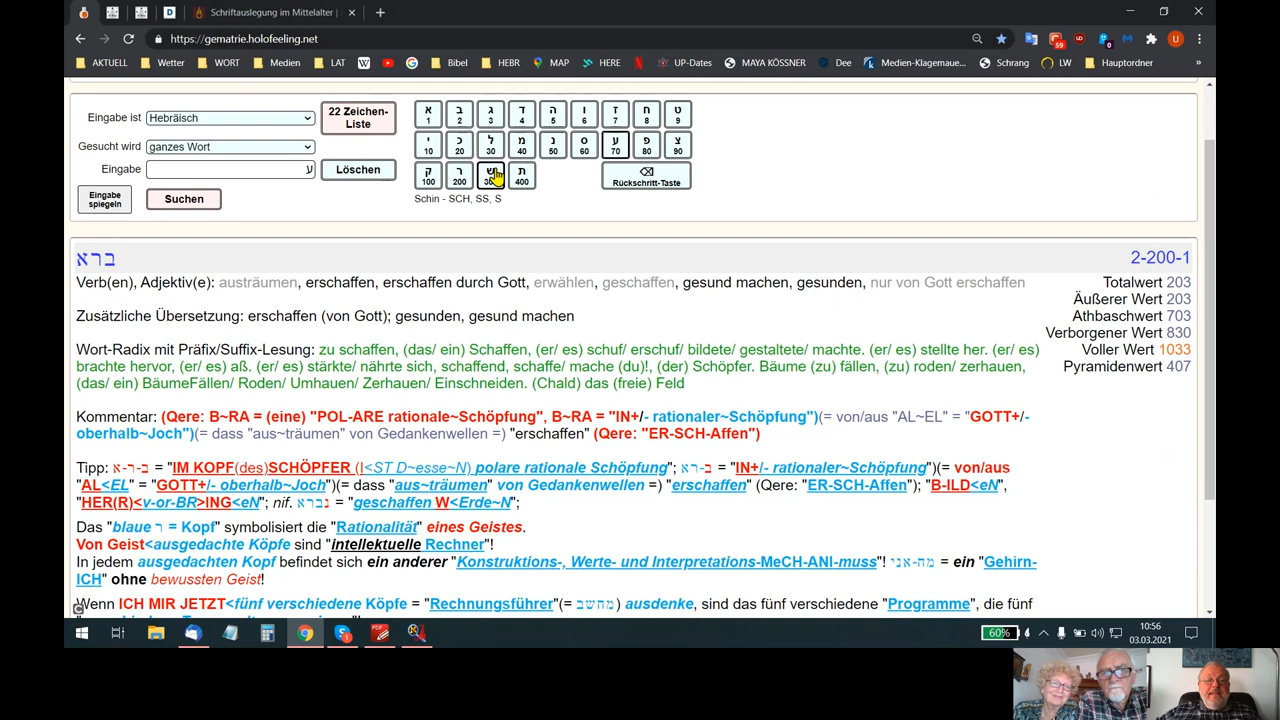 Schriftauslegung im Mittelalter |
https://gematrie.holofeeling.net
AKTUELL Wetter WORT Medien LAT YouTube Bibel HEBR MAP HERE UP-Dates MAYA KÖSSNER Dee Medien-Klagemaue... Schrang LW Hauptordner »
Eingabe ist Hebräisch
22 Zeichen-
Liste
Gesucht wird ganzes Wort
Eingabe ע Löschen
Eingabe
spiegeln
Suchen
א ב ג ד ה ו ז ח ט
1 2 3 4 5 6 7 8 9
י כ ל מ נ ס ע פ צ
10 20 30 40 50 60 70 80 90
ק ר ש ת
100 200 300 400
Rückschritt-Taste
Schin - SCH, SS, S
ברא 2-200-1
Verb(en), Adjektiv(e): austräumen, erschaffen, erschaffen durch Gott, erwählen, geschaffen, gesund machen, gesunden, nur von Gott erschaffen
Totalwert 203
Äußerer Wert 203
Athbaschwert 703
Verborgener Wert 830
Voller Wert 1033
Pyramidenwert 407
Zusätzliche Übersetzung: erschaffen (von Gott); gesunden, gesund machen
Wort-Radix mit Präfix/Suffix-Lesung: zu schaffen, (das/ ein) Schaffen, (er/ es) schuf/ erschuf/ bildete/ gestaltete/ machte. (er/ es) stellte her. (er/ es)
brachte hervor, (er/ es) aß. (er/ es) stärkte/ nährte sich, schaffend, schaffe/ mache (du)!, (der) Schöpfer. Bäume (zu) fällen, (zu) roden/ zerhauen,
(das/ ein) BäumeFällen/ Roden/ Umhauen/ Zerhauen/ Einschneiden. (Chald) das (freie) Feld
Kommentar: (Qere: B~RA = (eine) "POL-ARE rationale~Schöpfung", B~RA = "IN+/- rationaler~Schöpfung")(= von/aus "AL~EL" = "GOTT+/-
oberhalb~Joch")(= dass "aus~träumen" von Gedankenwellen =) "erschaffen" (Qere: "ER-SCH-Affen")
Tipp: ב-ר-א = "IM KOPF(des)SCHÖPFER (I<ST D~esse~N) polare rationale Schöpfung"; ב-רא = "IN+/- rationaler~Schöpfung")(= von/aus
"AL<EL" = "GOTT+/- oberhalb~Joch")(= dass "aus~träumen" von Gedankenwellen =) "erschaffen" (Qere: "ER-SCH-Affen"); "B-ILD<eN",
"HER(R)<v-or-BR>ING<eN"; nif. נברא = "geschaffen W<Erde~N";
Das "blaue ר = Kopf" symbolisiert die "Rationalität" eines Geistes.
Von Geist<ausgedachte Köpfe sind "Intellektuelle Rechner"!
In jedem ausgedachten Kopf befindet sich ein anderer "Konstruktions-, Werte- und Interpretations-MeCH-ANI-muss"! מח-אני = ein "Gehirn-
ICH" ohne bewussten Geist!
Wenn ICH MIR JETZT<fünf verschiedene Köpfe = "Rechnungsführer"(= מחשב) ausdenke, sind das fünf verschiedene "Programme", die fünf
60%
10:56
03.03.2021